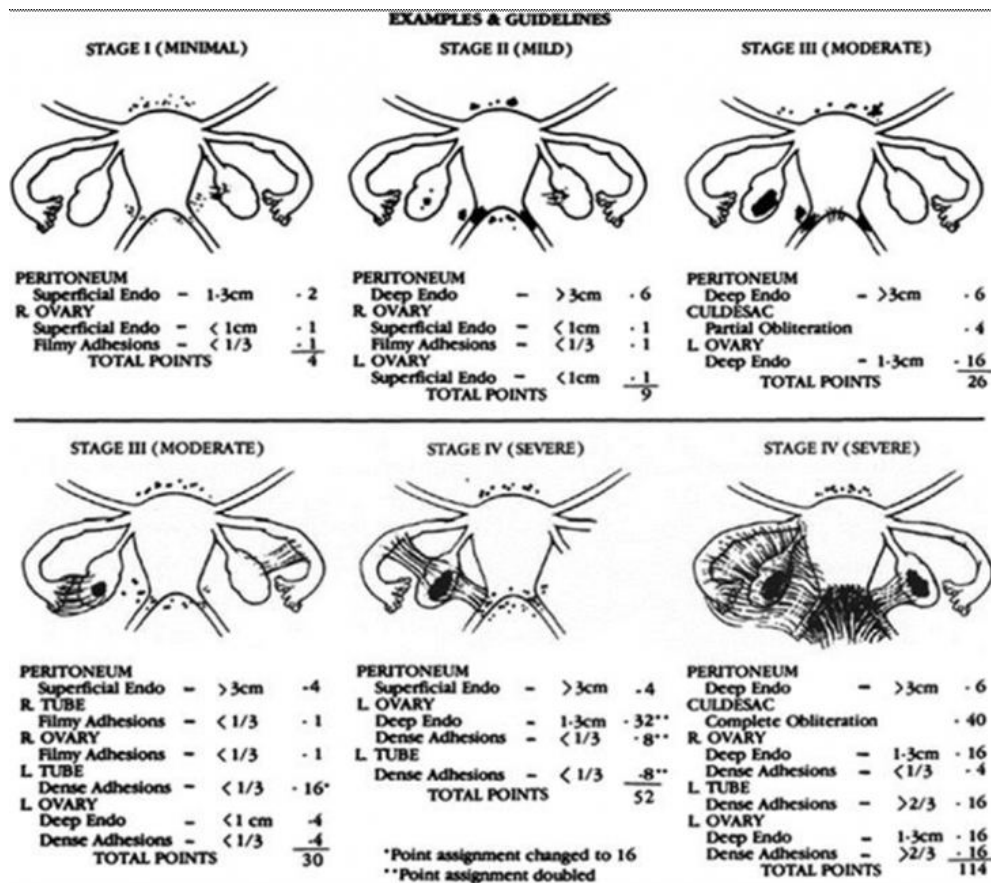 EXAMPLES & GUIDELINES
STAGE I (MINIMAL)
PERITONEUM
Superficial Endo – 1-3cm - 2
R. OVARY
Superficial Endo – < 1cm - 1
Filmy Adhesions – < 1/3 - 1
TOTAL POINTS 4
STAGE II (MILD)
PERITONEUM
Deep Endo – > 3cm - 6
R. OVARY
Superficial Endo – < 1cm - 1
Filmy Adhesions – < 1/3 - 1
L. OVARY
Superficial Endo – < 1cm - 1
TOTAL POINTS 9
STAGE III (MODERATE)
PERITONEUM
Deep Endo – >3cm - 6
CULDESAC
Partial Obliteration - 4
L. OVARY
Deep Endo – 1-3cm - 16
TOTAL POINTS 26
STAGE III (MODERATE)
PERITONEUM
Superficial Endo – > 3cm -4
R. TUBE
Filmy Adhesions – < 1/3 - 1
R. OVARY
Filmy Adhesions – < 1/3 - 1
L. TUBE
Dense Adhesions – < 1/3 - 16*
L. OVARY
Deep Endo – < 1 cm -4
Dense Adhesions – < 1/3 -4
TOTAL POINTS 30
STAGE IV (SEVERE)
PERITONEUM
Superficial Endo – > 3cm -4
L. OVARY
Deep Endo – 1-3cm - 32**
Dense Adhesions – < 1/3 -8**
L. TUBE
Dense Adhesions – < 1/3 -8**
TOTAL POINTS 52
*Point assignment changed to 16
**Point assignment doubled
STAGE IV (SEVERE)
PERITONEUM
Deep Endo – > 3cm - 6
CULDESAC
Complete Obliteration - 40
R. OVARY
Deep Endo – 1-3cm - 16
Dense Adhesions – < 1/3 - 4
L. TUBE
Dense Adhesions – >2/3 - 16
L. OVARY
Deep Endo – 1-3cm - 16
Dense Adhesions – >2/3 - 16
TOTAL POINTS 114